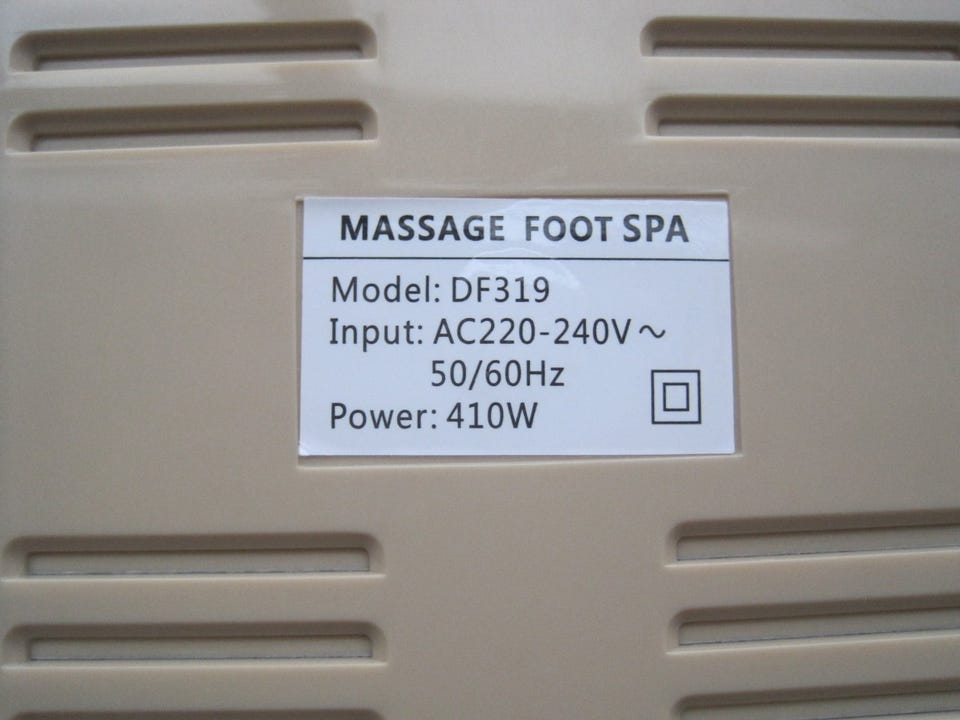 MASSAGE FOOT SPA
Model: DF319
Input: AC220-240V～
50/60Hz
Power: 410W